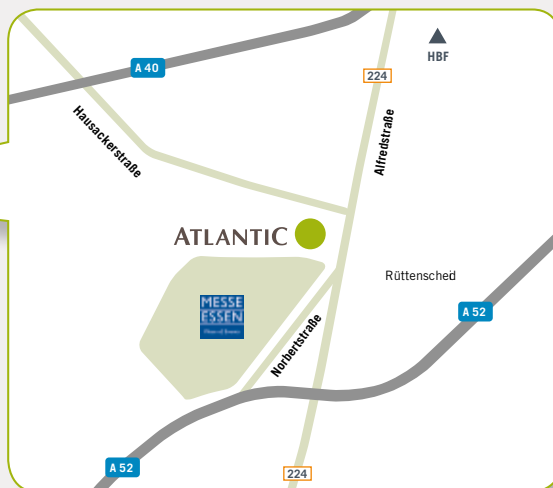 HBF
A 40
224
Hausackerstraße
Alfredstraße
ATLANTIC
Rüttenscheid
MESSE
ESSEN
A 52
Norbertstraße
A 52
224